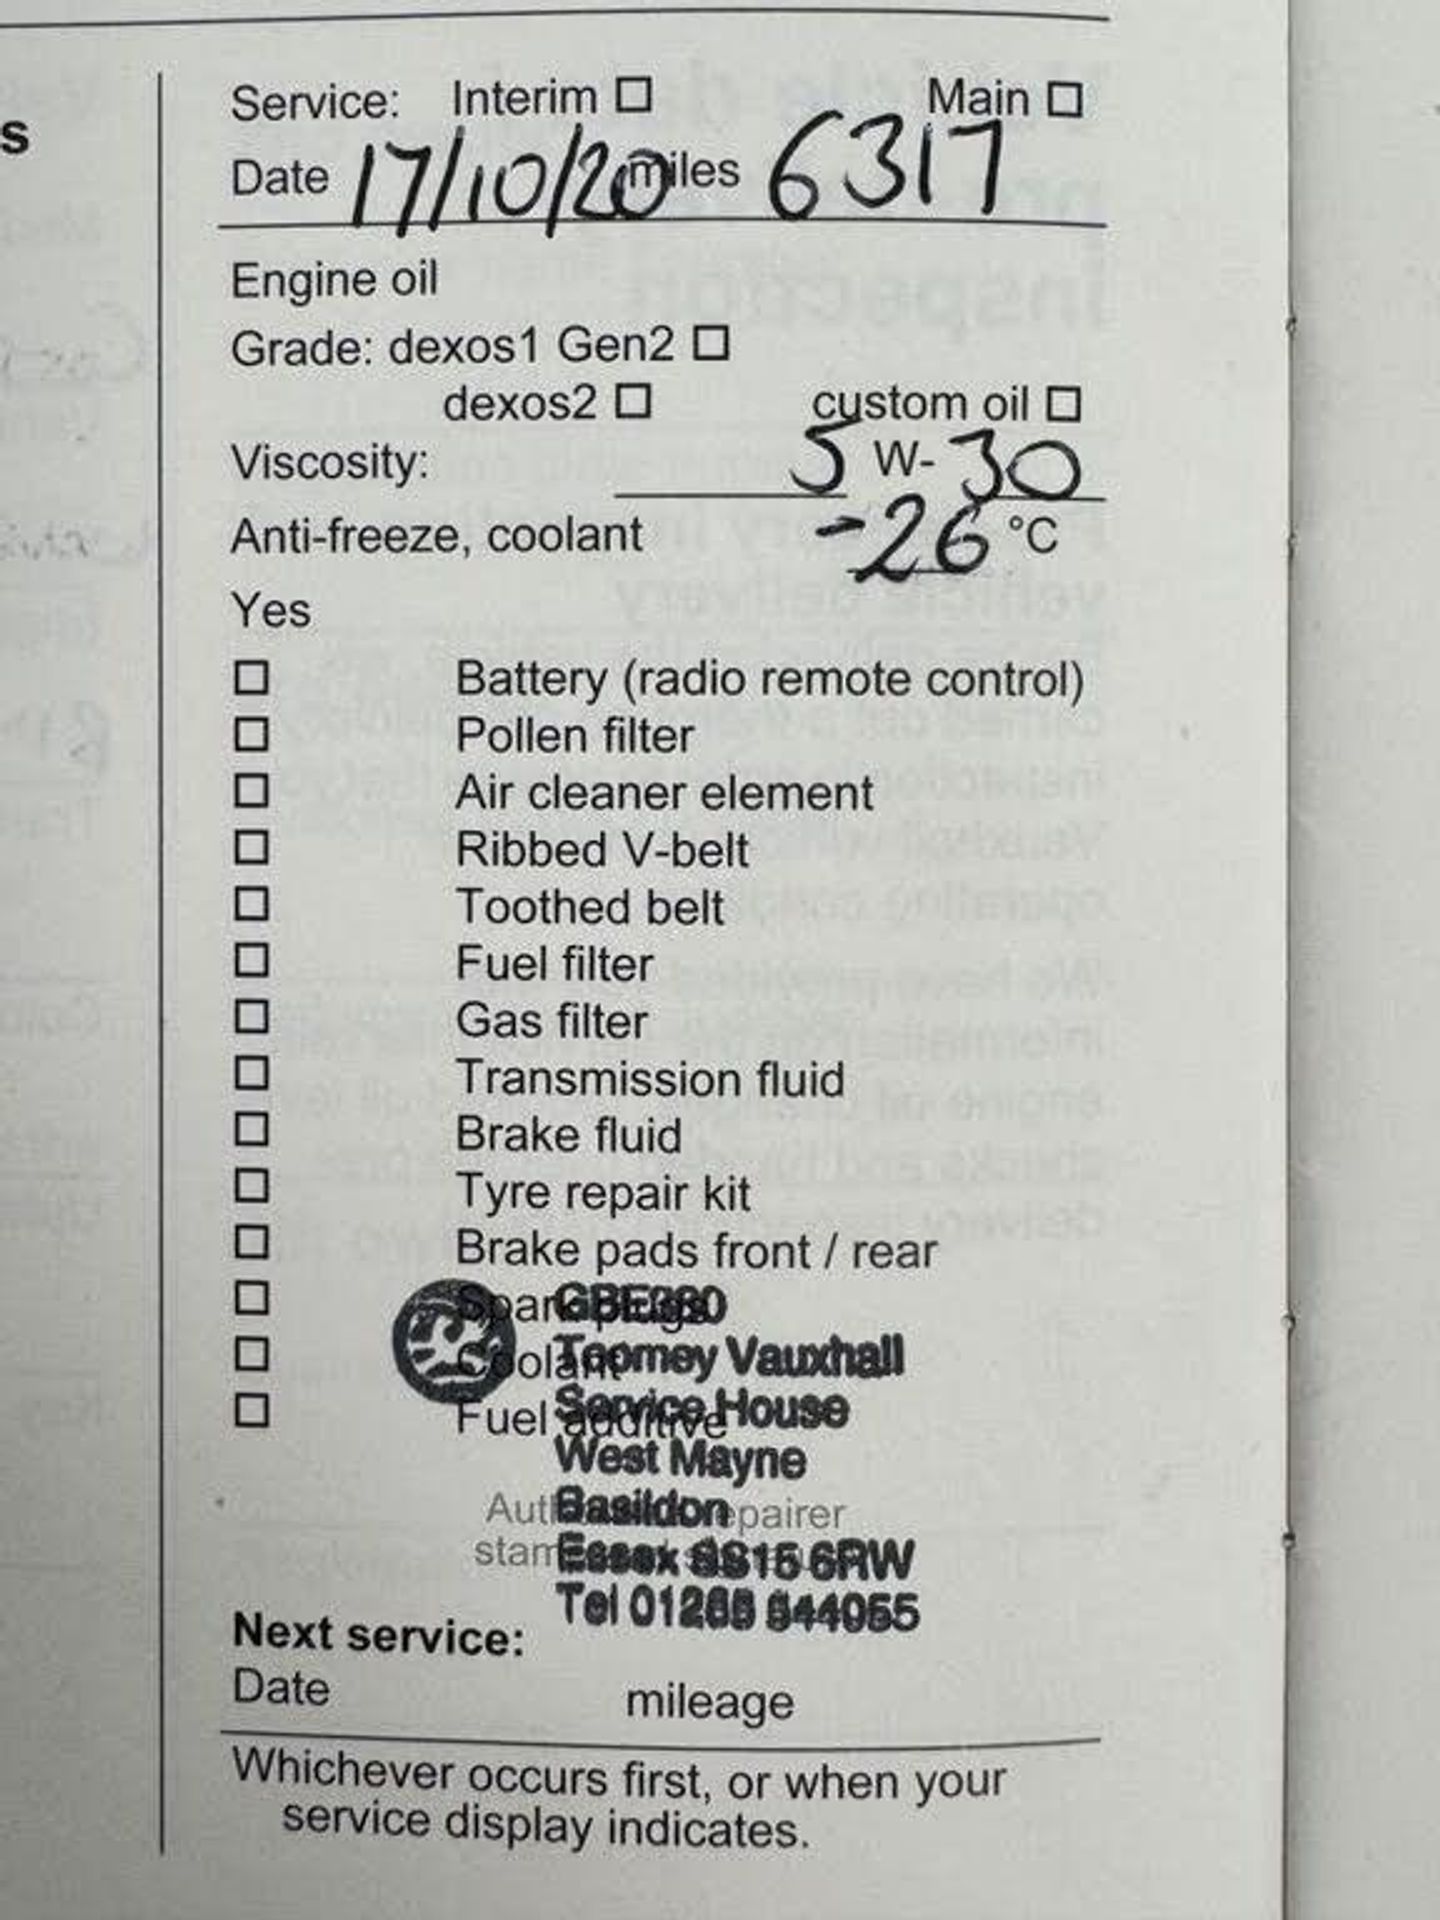 s
Service: Interim ☐ Main ☐
Date 17/10/20 miles 6317
Engine oil
Grade: dexos1 Gen2 ☐
dexos2 ☐ custom oil ☐
Viscosity: 5 W-30
Anti-freeze, coolant -26 °C
Yes
☐ Battery (radio remote control)
☐ Pollen filter
☐ Air cleaner element
☐ Ribbed V-belt
☐ Toothed belt
☐ Fuel filter
☐ Gas filter
☐ Transmission fluid
☐ Brake fluid
☐ Tyre repair kit
☐ Brake pads front / rear
☐ Spark plugs
☐ Coolant
☐ Fuel additive
Toomey Vauxhall
Service House
West Mayne
Basildon
Essex SS15 6RW
Tel
Next service:
Date mileage
Whichever occurs first, or when your
service display indicates.